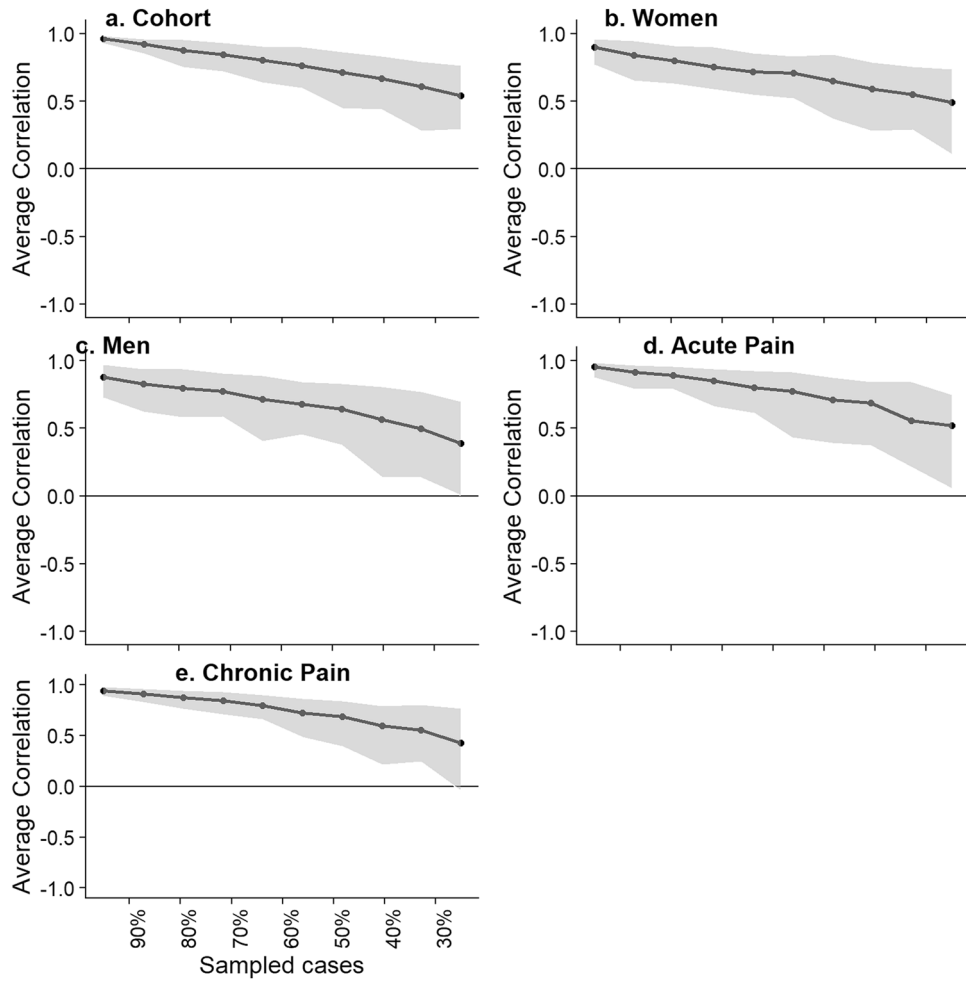 a. Cohort
Average Correlation
1.0
0.5
0.0
-0.5
-1.0
b. Women
Average Correlation
1.0
0.5
0.0
-0.5
-1.0
c. Men
Average Correlation
1.0
0.5
0.0
-0.5
-1.0
d. Acute Pain
Average Correlation
1.0
0.5
0.0
-0.5
-1.0
e. Chronic Pain
Average Correlation
1.0
0.5
0.0
-0.5
-1.0
90% 80% 70% 60% 50% 40% 30%
Sampled cases